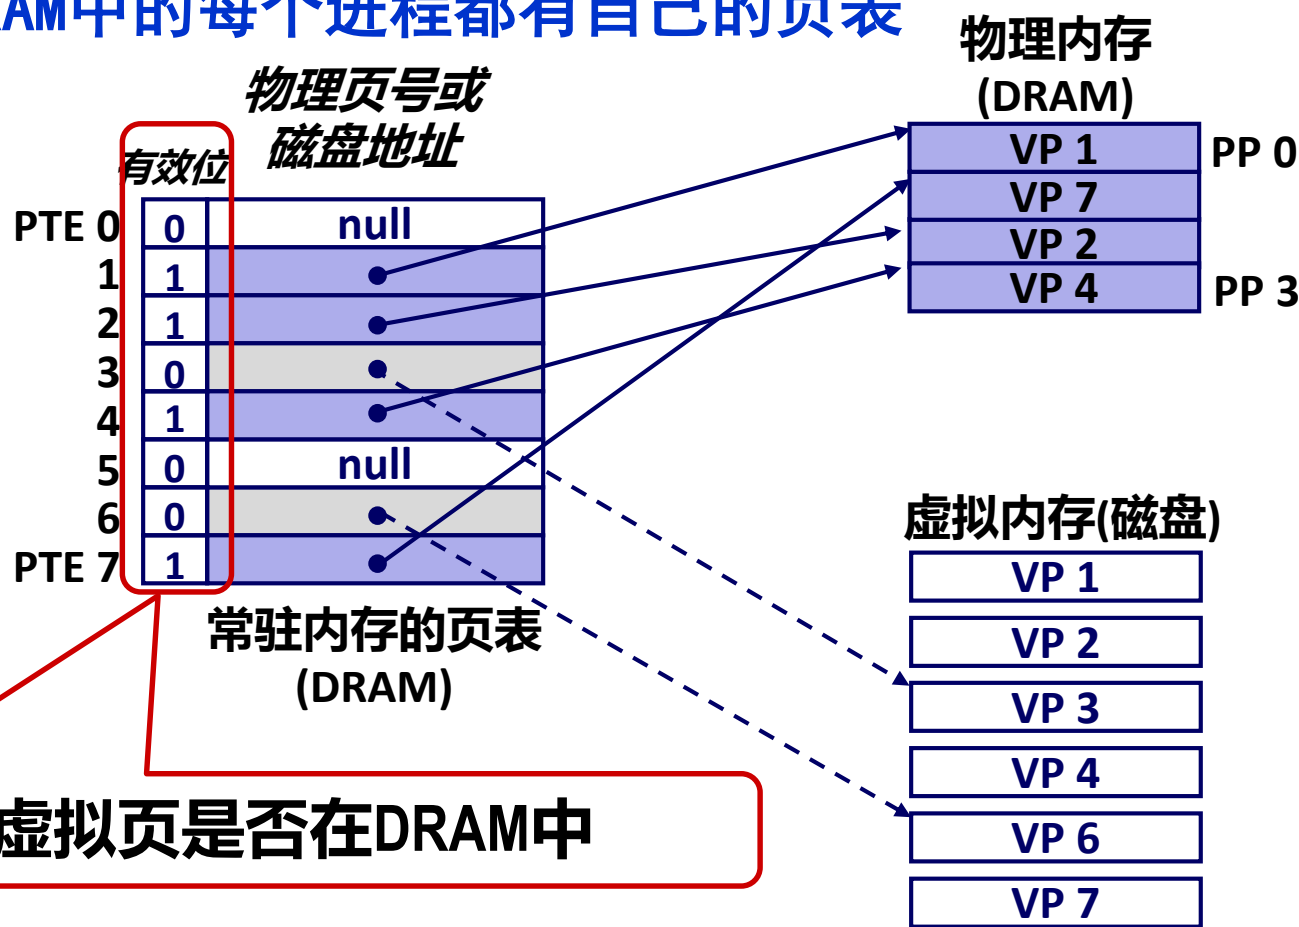 AM中的每个进程都有自己的页表
物理内存
(DRAM)
物理页号或
磁盘地址
有效位
VP 1 PP 0
VP 7
VP 2
VP 4 PP 3
PTE 0 0 null
1 1
2 1
3 0
4 1
5 0 null
6 0
PTE 7 1
常驻内存的页表
(DRAM)
虚拟内存(磁盘)
VP 1
VP 2
VP 3
VP 4
VP 6
VP 7
虚拟页是否在DRAM中